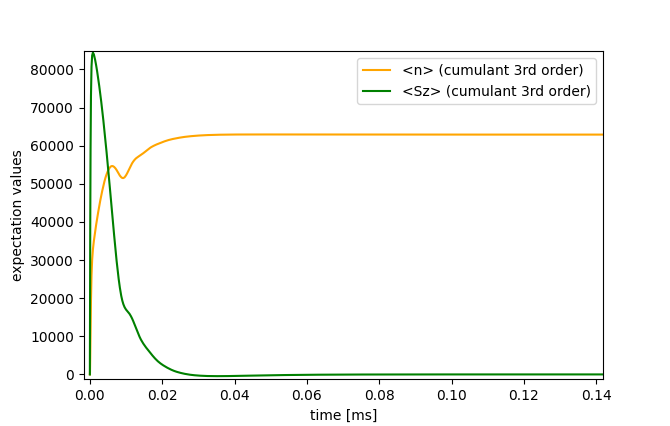 <n> (cumulant 3rd order)
<Sz> (cumulant 3rd order)
expectation values
80000
70000
60000
50000
40000
30000
20000
10000
0
0.00 0.02 0.04 0.06 0.08 0.10 0.12 0.14
time [ms]